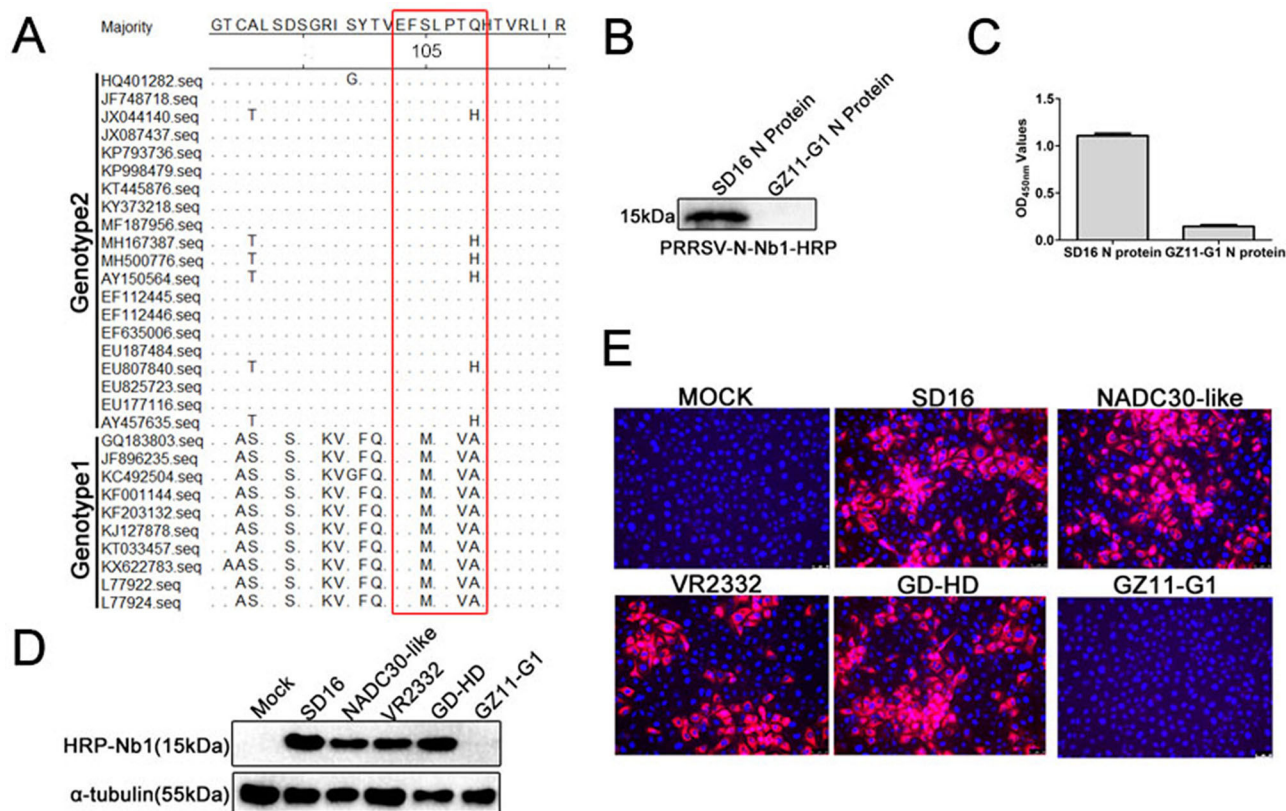 A
Majority
GTCALSDSGRISYTVEFSLPTQHTVRLIR
105
Genotype2
HQ401282.seq G
JF748718.seq
JX044140.seq T H
JX087437.seq
KP793736.seq
KP998479.seq
KT445876.seq
KY373218.seq
MF187956.seq
MH167387.seq T H
MH500776.seq T H
AY150564.seq T H
EF112445.seq
EF112446.seq
EF635006.seq
EU187484.seq
EU807840.seq T H
EU825723.seq
EU177116.seq
AY457635.seq T H
Genotype1
GQ183803.seq AS. . S. . KV. FQ. . M. VA
JF896235.seq AS. . S. . KV. FQ. . M. VA
KC492504.seq AS. . S. . KVGFQ. . M. VA
KF001144.seq AS. . S. . KV. FQ. . M. VA
KF203132.seq AS. . S. . KV. FQ. . M. VA
KJ127878.seq AS. . S. . KV. FQ. . M. VA
KT033457.seq AS. . S. . KV. FQ. . M. VA
KX622783.seq AAS. . S. . KV. FQ. . M. VA
L77922.seq AS. . S. . KV. FQ. . M. VA
L77924.seq AS. . S. . KV. FQ. . M. VA
B
SD16 N Protein
GZ11-G1 N Protein
15kDa
PRRSV-N-Nb1-HRP
C
OD450nm Values
1.5
1.0
0.5
0.0
SD16 N protein GZ11-G1 N protein
D
Mock SD16 NADC30-like VR2332 GD-HD GZ11-G1
HRP-Nb1(15kDa)
α-tubulin(55kDa)
E
MOCK SD16 NADC30-like
VR2332 GD-HD GZ11-G1